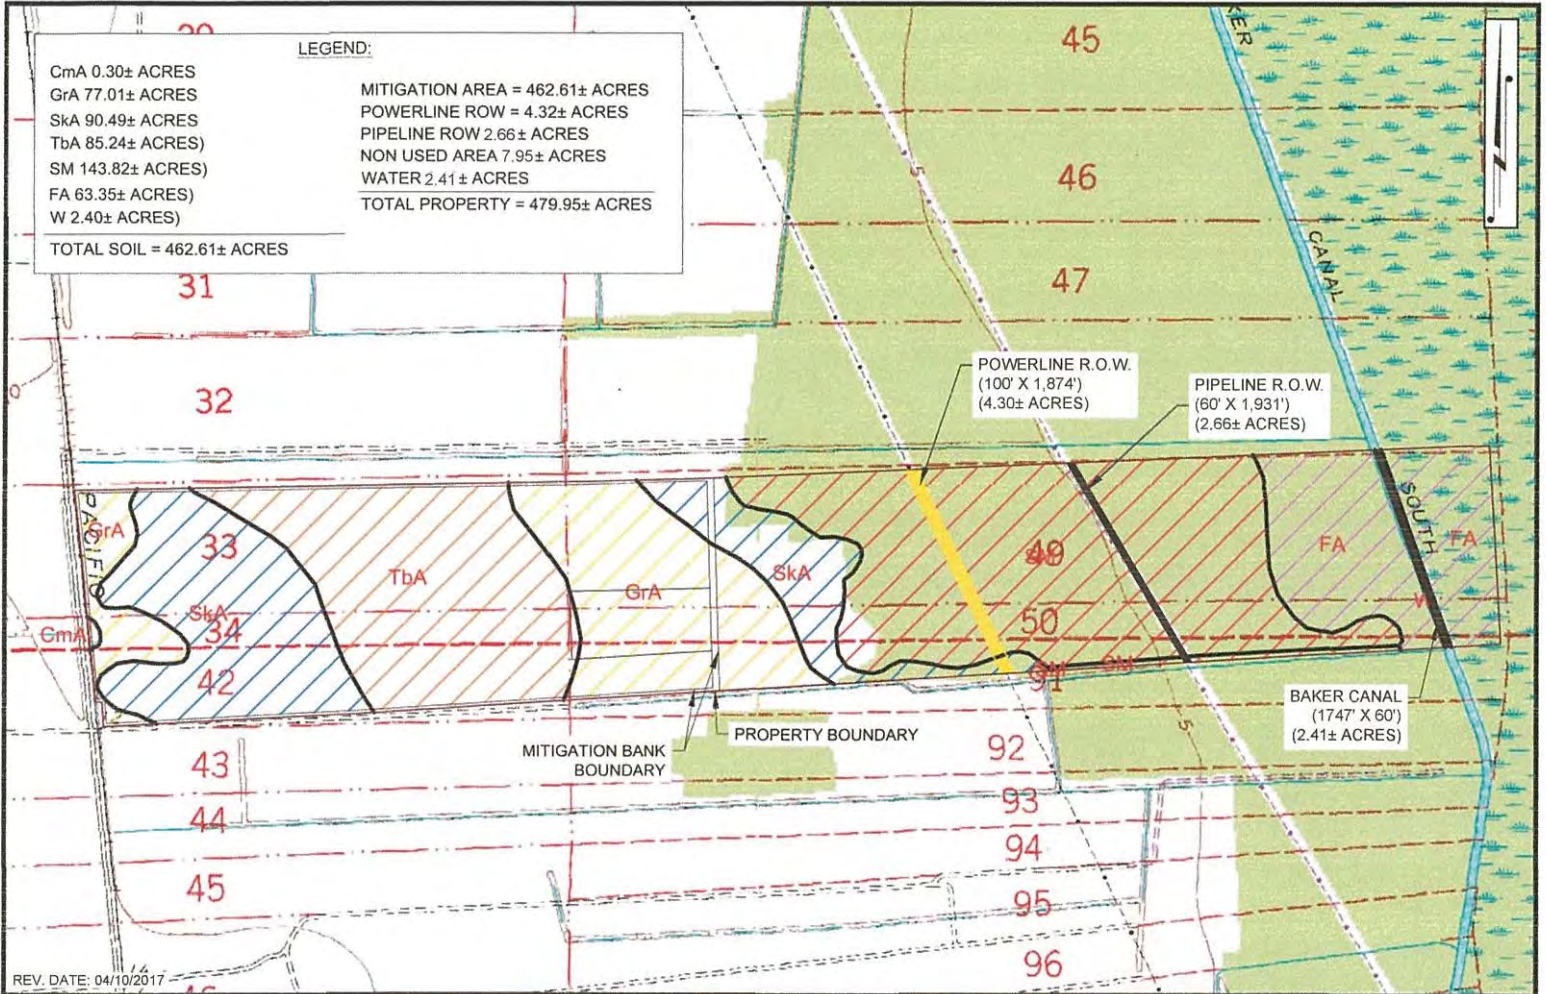 LEGEND:
CmA 0.30± ACRES
GrA 77.01± ACRES
SkA 90.49± ACRES
TbA 85.24± ACRES)
SM 143.82± ACRES)
FA 63.35± ACRES)
W 2.40± ACRES)
TOTAL SOIL = 462.61± ACRES
MITIGATION AREA = 462.61± ACRES
POWERLINE ROW = 4.32± ACRES
PIPELINE ROW 2.66± ACRES
NON USED AREA 7.95± ACRES
WATER 2.41± ACRES
TOTAL PROPERTY = 479.95± ACRES
45
46
5
47
CANAL
31
32
POWERLINE R.O.W.
(100' X 1,874')
(4.30± ACRES)
PIPELINE R.O.W.
(60' X 1,931')
(2.66± ACRES)
PACIFIC
GrA
33
TbA
SkA
49
FA
SOUTH
FA
CmA
SkA
34
GrA
50
W
42
SM
91
BAKER CANAL
(1747' X 60')
(2.41± ACRES)
PROPERTY BOUNDARY
MITIGATION BANK
BOUNDARY
5
43
92
44
93
94
45
95
96
REV. DATE: 04/10/2017